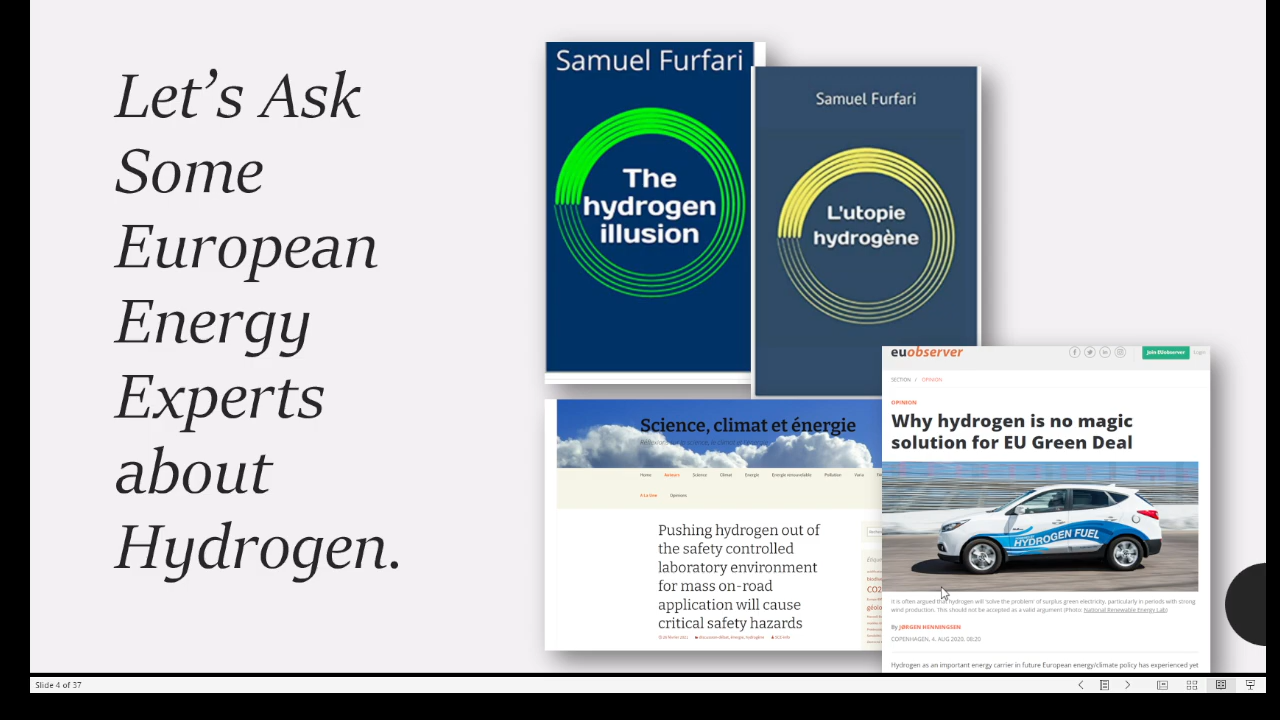 Let’s Ask
Some
European
Energy
Experts
about
Hydrogen.
Samuel Furfari
The
hydrogen
illusion
Samuel Furfari
L'utopie
hydrogène
Science, climat et énergie
Home Auteurs Science Climat Energie Energie renouvelable Pollution Varia
A La Une Opinions
Pushing hydrogen out of
the safety controlled
laboratory environment
for mass on-road
application will cause
critical safety hazards
CO2
euobserver
Join EUobserver Login
SECTION / OPINION
OPINION
Why hydrogen is no magic
solution for EU Green Deal
HYDROGEN FUEL
It is often argued that hydrogen will 'solve the problem' of surplus green electricity, particularly in periods with strong
wind production. This should not be accepted as a valid argument (Photo: National Renewable Energy Lab)
By JØRGEN HENNINGSEN
COPENHAGEN, 4. AUG 2020, 08:20
Hydrogen as an important energy carrier in future European energy/climate policy has experienced yet
Slide 4 of 37